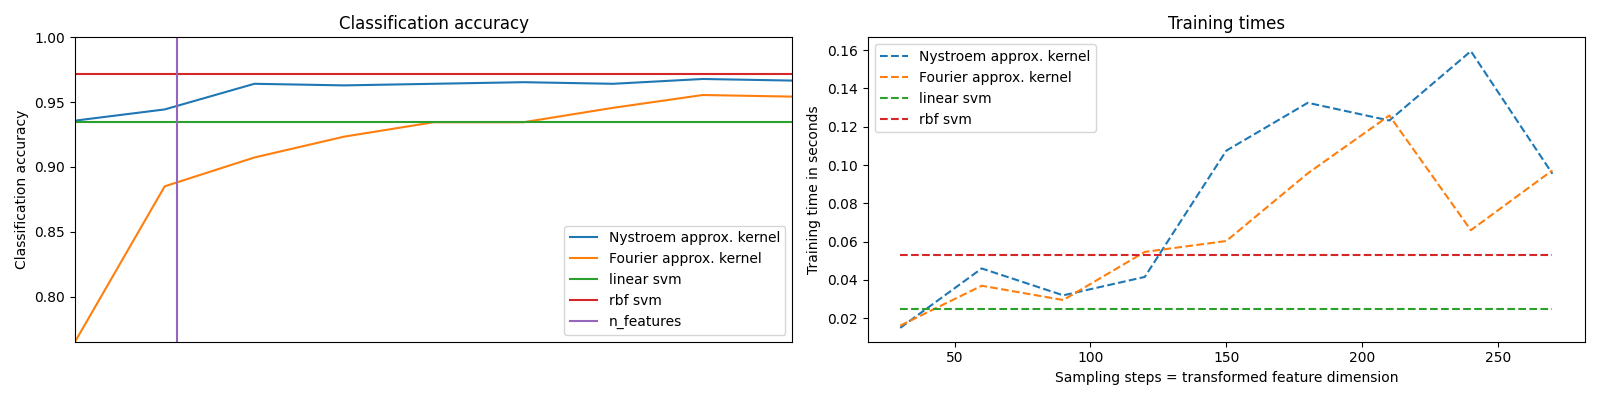 Classification accuracy
Classification accuracy
1.00
0.95
0.90
0.85
0.80
Nystroem approx. kernel
Fourier approx. kernel
linear svm
rbf svm
n_features
Training times
Training time in seconds
0.16
0.14
0.12
0.10
0.08
0.06
0.04
0.02
Nystroem approx. kernel
Fourier approx. kernel
linear svm
rbf svm
50
100
150
200
250
Sampling steps = transformed feature dimension